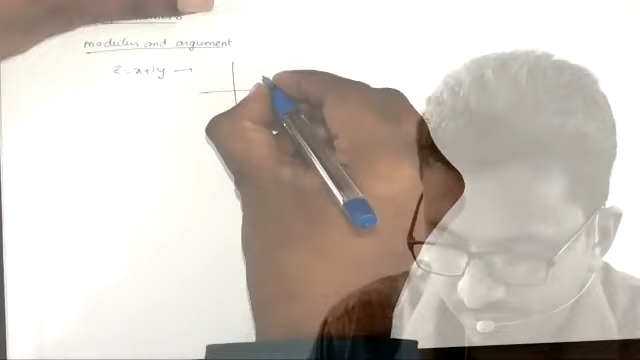 modulus and argument
z = x+iy →